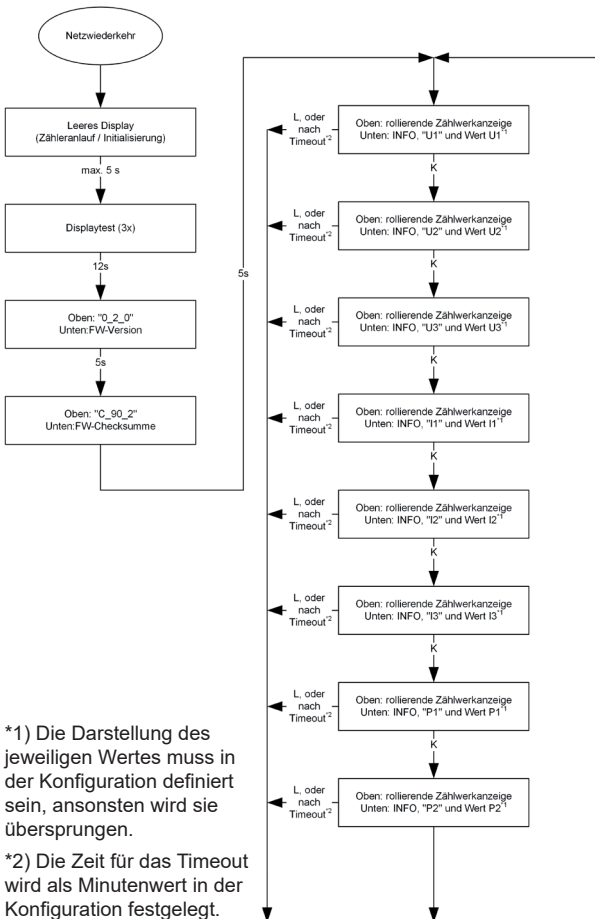 Netzwiederkehr
Leeres Display
(Zähleranlauf / Initialisierung)
max. 5 s
Displaytest (3x)
12s
Oben: "0_2_0"
Unten:FW-Version
5s
Oben: "C_90_2"
Unten:FW-Checksumme
5s
L, oder
nach
Timeout*2
Oben: rollierende Zählwerkanzeige
Unten: INFO, "U1" und Wert U1*1
K
L, oder
nach
Timeout*2
Oben: rollierende Zählwerkanzeige
Unten: INFO, "U2" und Wert U2*1
K
L, oder
nach
Timeout*2
Oben: rollierende Zählwerkanzeige
Unten: INFO, "U3" und Wert U3*1
K
L, oder
nach
Timeout*2
Oben: rollierende Zählwerkanzeige
Unten: INFO, "I1" und Wert I1*1
K
L, oder
nach
Timeout*2
Oben: rollierende Zählwerkanzeige
Unten: INFO, "I2" und Wert I2*1
K
L, oder
nach
Timeout*2
Oben: rollierende Zählwerkanzeige
Unten: INFO, "I3" und Wert I3*1
K
L, oder
nach
Timeout*2
Oben: rollierende Zählwerkanzeige
Unten: INFO, "P1" und Wert P1*1
K
L, oder
nach
Timeout*2
Oben: rollierende Zählwerkanzeige
Unten: INFO, "P2" und Wert P2*1
*1) Die Darstellung des
jeweiligen Wertes muss in
der Konfiguration definiert
sein, ansonsten wird sie
übersprungen.
*2) Die Zeit für das Timeout
wird als Minutenwert in der
Konfiguration festgelegt.